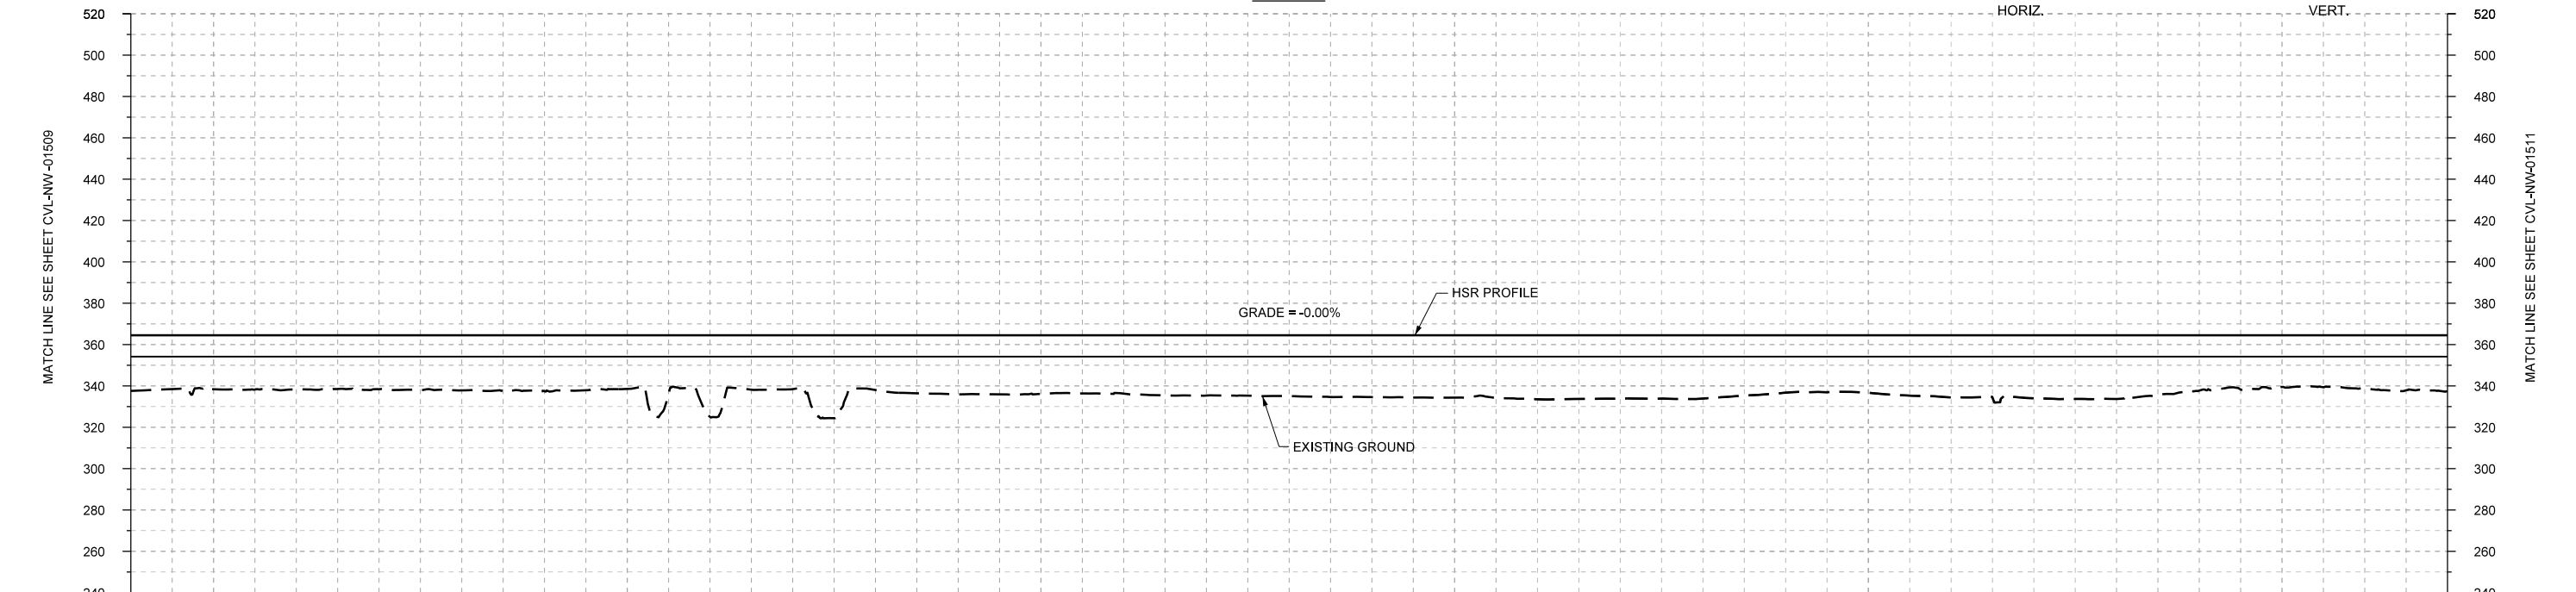 520 HORIZ. VERT. 520
500 500
480 480
460 460
440 440
420 420
400 400
380 380
360 360
340 340
320 320
300 300
280 280
260 260
240 240
MATCH LINE SEE SHEET CVL-NW-01509
HSR PROFILE
GRADE = -0.00%
EXISTING GROUND
MATCH LINE SEE SHEET CVL-NW-01511